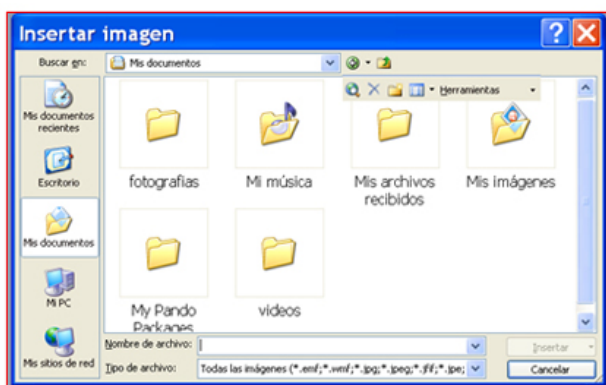 Insertar imagen
Buscar en:
Mis documentos
Herramientas
Mis documentos
recientes
Escritorio
Mis documentos
Mi PC
Mis sitios de red
fotografias
Mi música
Mis archivos
recibidos
Mis imágenes
My Pando
Packages
videos
Nombre de archivo:
Insertar
Tipo de archivo:
Todas las imágenes (*.emf;*.wmf;*.jpg;*.jpeg;*.jfif;*.jpe;
Cancelar